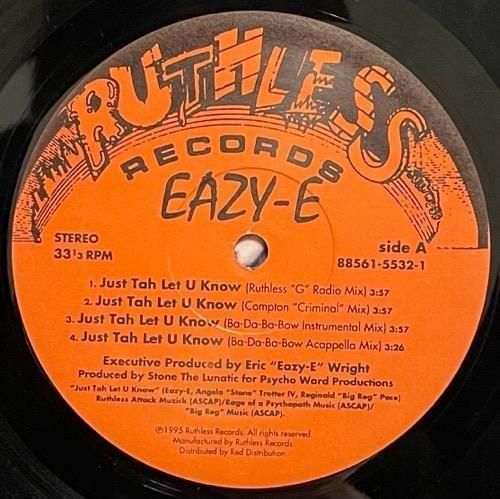 RUTHLESS
RECORDS
EAZY-E
STEREO
33 1/3 RPM
side A
88561-5532-1
1. Just Tah Let U Know (Ruthless "G" Radio Mix) 3:57
2. Just Tah Let U Know (Compton "Criminal" Mix) 3:57
3. Just Tah Let U Know (Ba-Da-Ba-Bow Instrumental Mix) 3:57
4. Just Tah Let U Know (Ba-Da-Ba-Bow Acappella Mix) 3:26
Executive Produced by Eric "Eazy-E" Wright
Produced by Stone The Lunatic for Psycho Ward Productions
"Just Tah Let U Know" (Eazy-E, Angelo "Stone" Trotter IV, Reginald "Big Reg" Pace)
Ruthless Attack Muzick (ASCAP)/Rage of a Psychopath Music (ASCAP)/
"Big Reg" Music (ASCAP).
℗1995 Ruthless Records. All rights reserved.
Manufactured by Ruthless Records.
Distributed by Red Distribution.